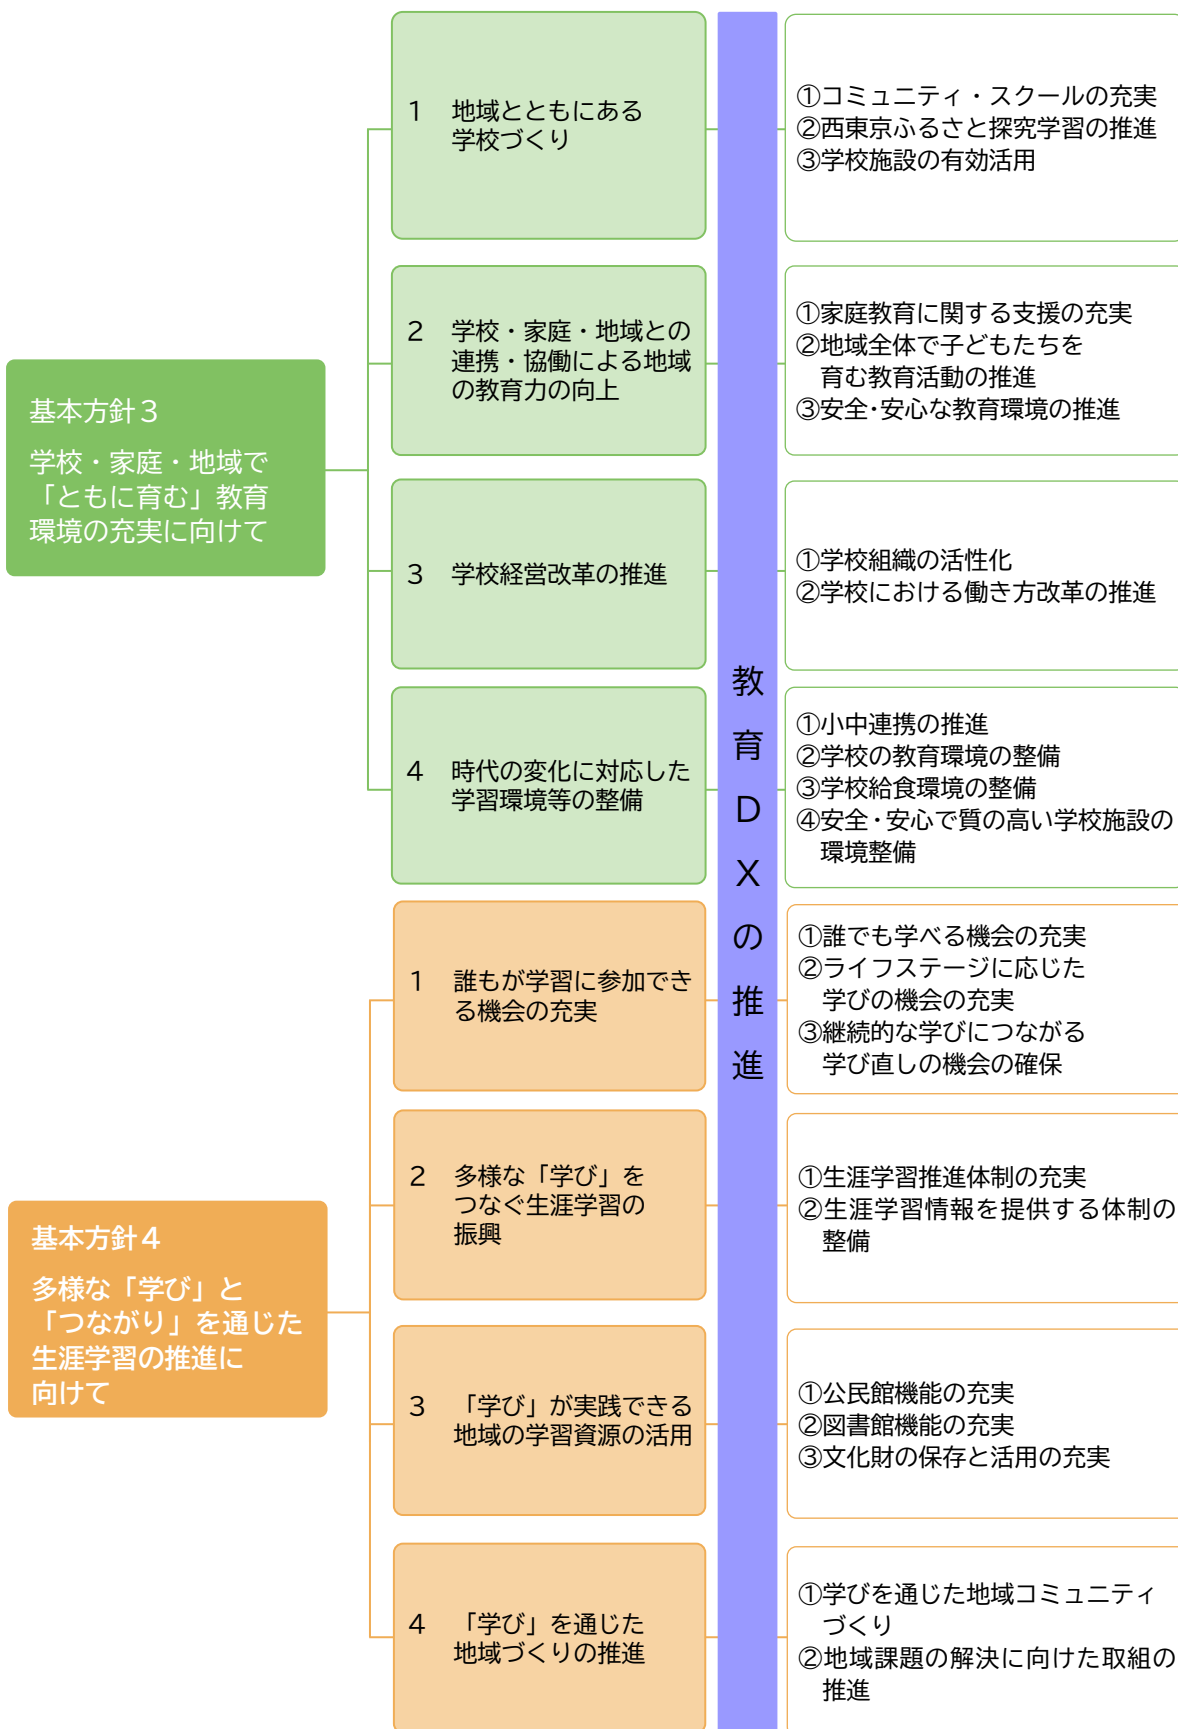 基本方針３
学校・家庭・地域で
「ともに育む」教育
環境の充実に向けて
1 地域とともにある
学校づくり
①コミュニティ・スクールの充実
②西東京ふるさと探究学習の推進
③学校施設の有効活用
2 学校・家庭・地域との
連携・協働による地域
の教育力の向上
①家庭教育に関する支援の充実
②地域全体で子どもたちを
育む教育活動の推進
③安全・安心な教育環境の推進
3 学校経営改革の推進
①学校組織の活性化
②学校における働き方改革の推進
4 時代の変化に対応した
学習環境等の整備
①小中連携の推進
②学校の教育環境の整備
③学校給食環境の整備
④安全・安心で質の高い学校施設の
環境整備
教育ＤＸの推進
基本方針４
多様な「学び」と
「つながり」を通じた
生涯学習の推進に
向けて
1 誰もが学習に参加でき
る機会の充実
①誰でも学べる機会の充実
②ライフステージに応じた
学びの機会の充実
③継続的な学びにつながる
学び直しの機会の確保
2 多様な「学び」を
つなぐ生涯学習の
振興
①生涯学習推進体制の充実
②生涯学習情報を提供する体制の
整備
3 「学び」が実践できる
地域の学習資源の活用
①公民館機能の充実
②図書館機能の充実
③文化財の保存と活用の充実
4 「学び」を通じた
地域づくりの推進
①学びを通じた地域コミュニティ
づくり
②地域課題の解決に向けた取組の
推進